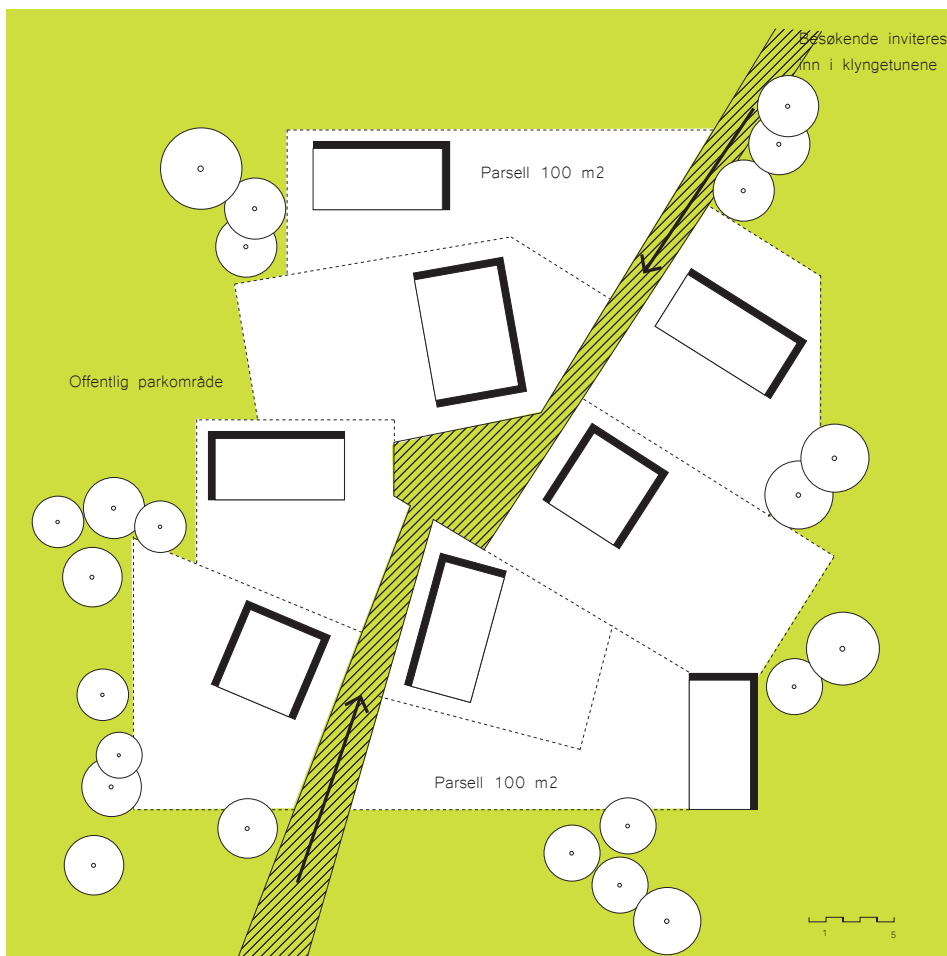 Besøkende inviteres
inn i klyngetunene
Parsell 100 m2
Offentlig parkområde
Parsell 100 m2
1 5